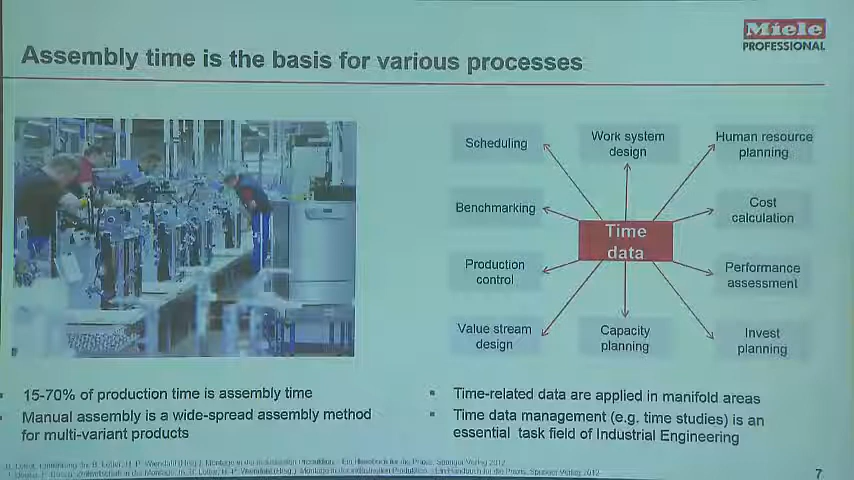 Miele
PROFESSIONAL
Assembly time is the basis for various processes
Scheduling
Work system
design
Human resource
planning
Benchmarking
Time
data
Cost
calculation
Production
control
Performance
assessment
Value stream
design
Capacity
planning
Invest
planning
15-70% of production time is assembly time
Manual assembly is a wide-spread assembly method
for multi-variant products
Time-related data are applied in manifold areas
Time data management (e.g. time studies) is an
essential task field of Industrial Engineering
7